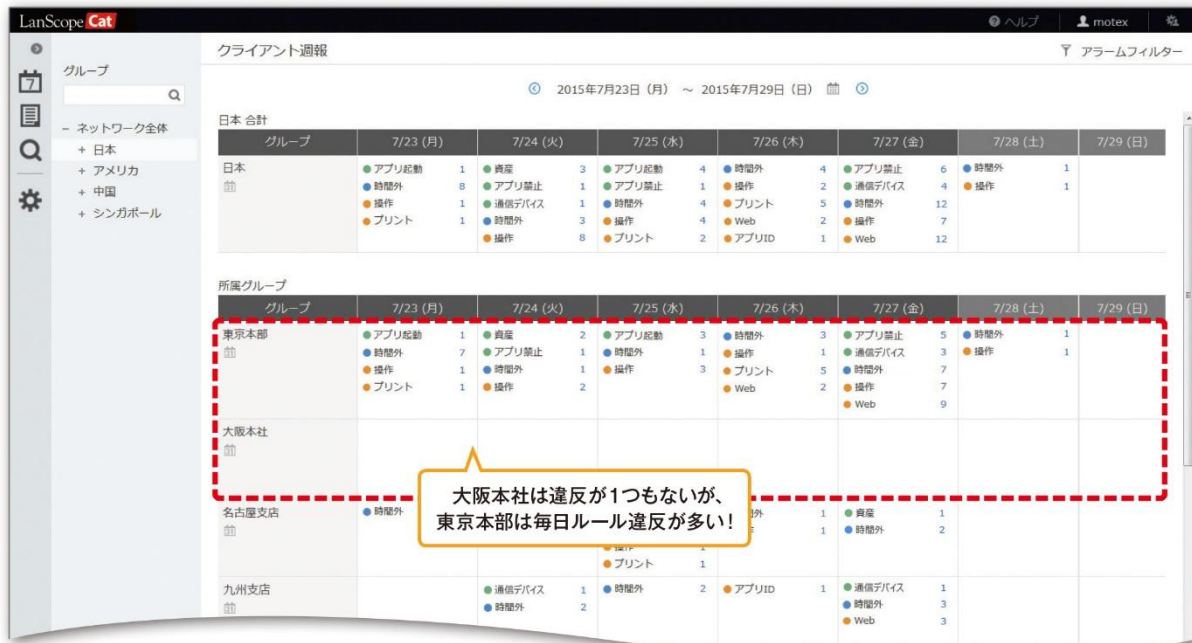 LanScope Cat
ヘルプ
motex
クライアント週報
アラームフィルター
グループ
− ネットワーク全体
+ 日本
+ アメリカ
+ 中国
+ シンガポール
2015年7月23日（月） ～ 2015年7月29日（日）
日本 合計
グループ 7/23 (月) 7/24 (火) 7/25 (水) 7/26 (木) 7/27 (金) 7/28 (土) 7/29 (日)
日本 アプリ起動 1 資産 3 アプリ起動 4 時間外 4 アプリ禁止 6 時間外 1
時間外 8 アプリ禁止 1 アプリ禁止 1 操作 2 通信デバイス 4 操作 1
操作 1 通信デバイス 1 時間外 4 プリント 5 時間外 12
プリント 1 時間外 3 操作 4 Web 2 操作 7
操作 8 プリント 2 アプリID 1 Web 12
所属グループ
グループ 7/23 (月) 7/24 (火) 7/25 (水) 7/26 (木) 7/27 (金) 7/28 (土) 7/29 (日)
東京本部 アプリ起動 1 資産 2 アプリ起動 3 時間外 3 アプリ禁止 5 時間外 1
時間外 7 アプリ禁止 1 時間外 1 操作 1 通信デバイス 3 操作 1
操作 1 時間外 1 操作 3 プリント 5 時間外 7
プリント 1 操作 2 Web 2 操作 7
Web 9
大阪本社
大阪本社は違反が1つもないが、
東京本部は毎日ルール違反が多い！
名古屋支店 時間外 1 資産 1
1 時間外 2
プリント 1
九州支店 通信デバイス 1 時間外 2 アプリID 1 通信デバイス 1
時間外 2 時間外 3
Web 3